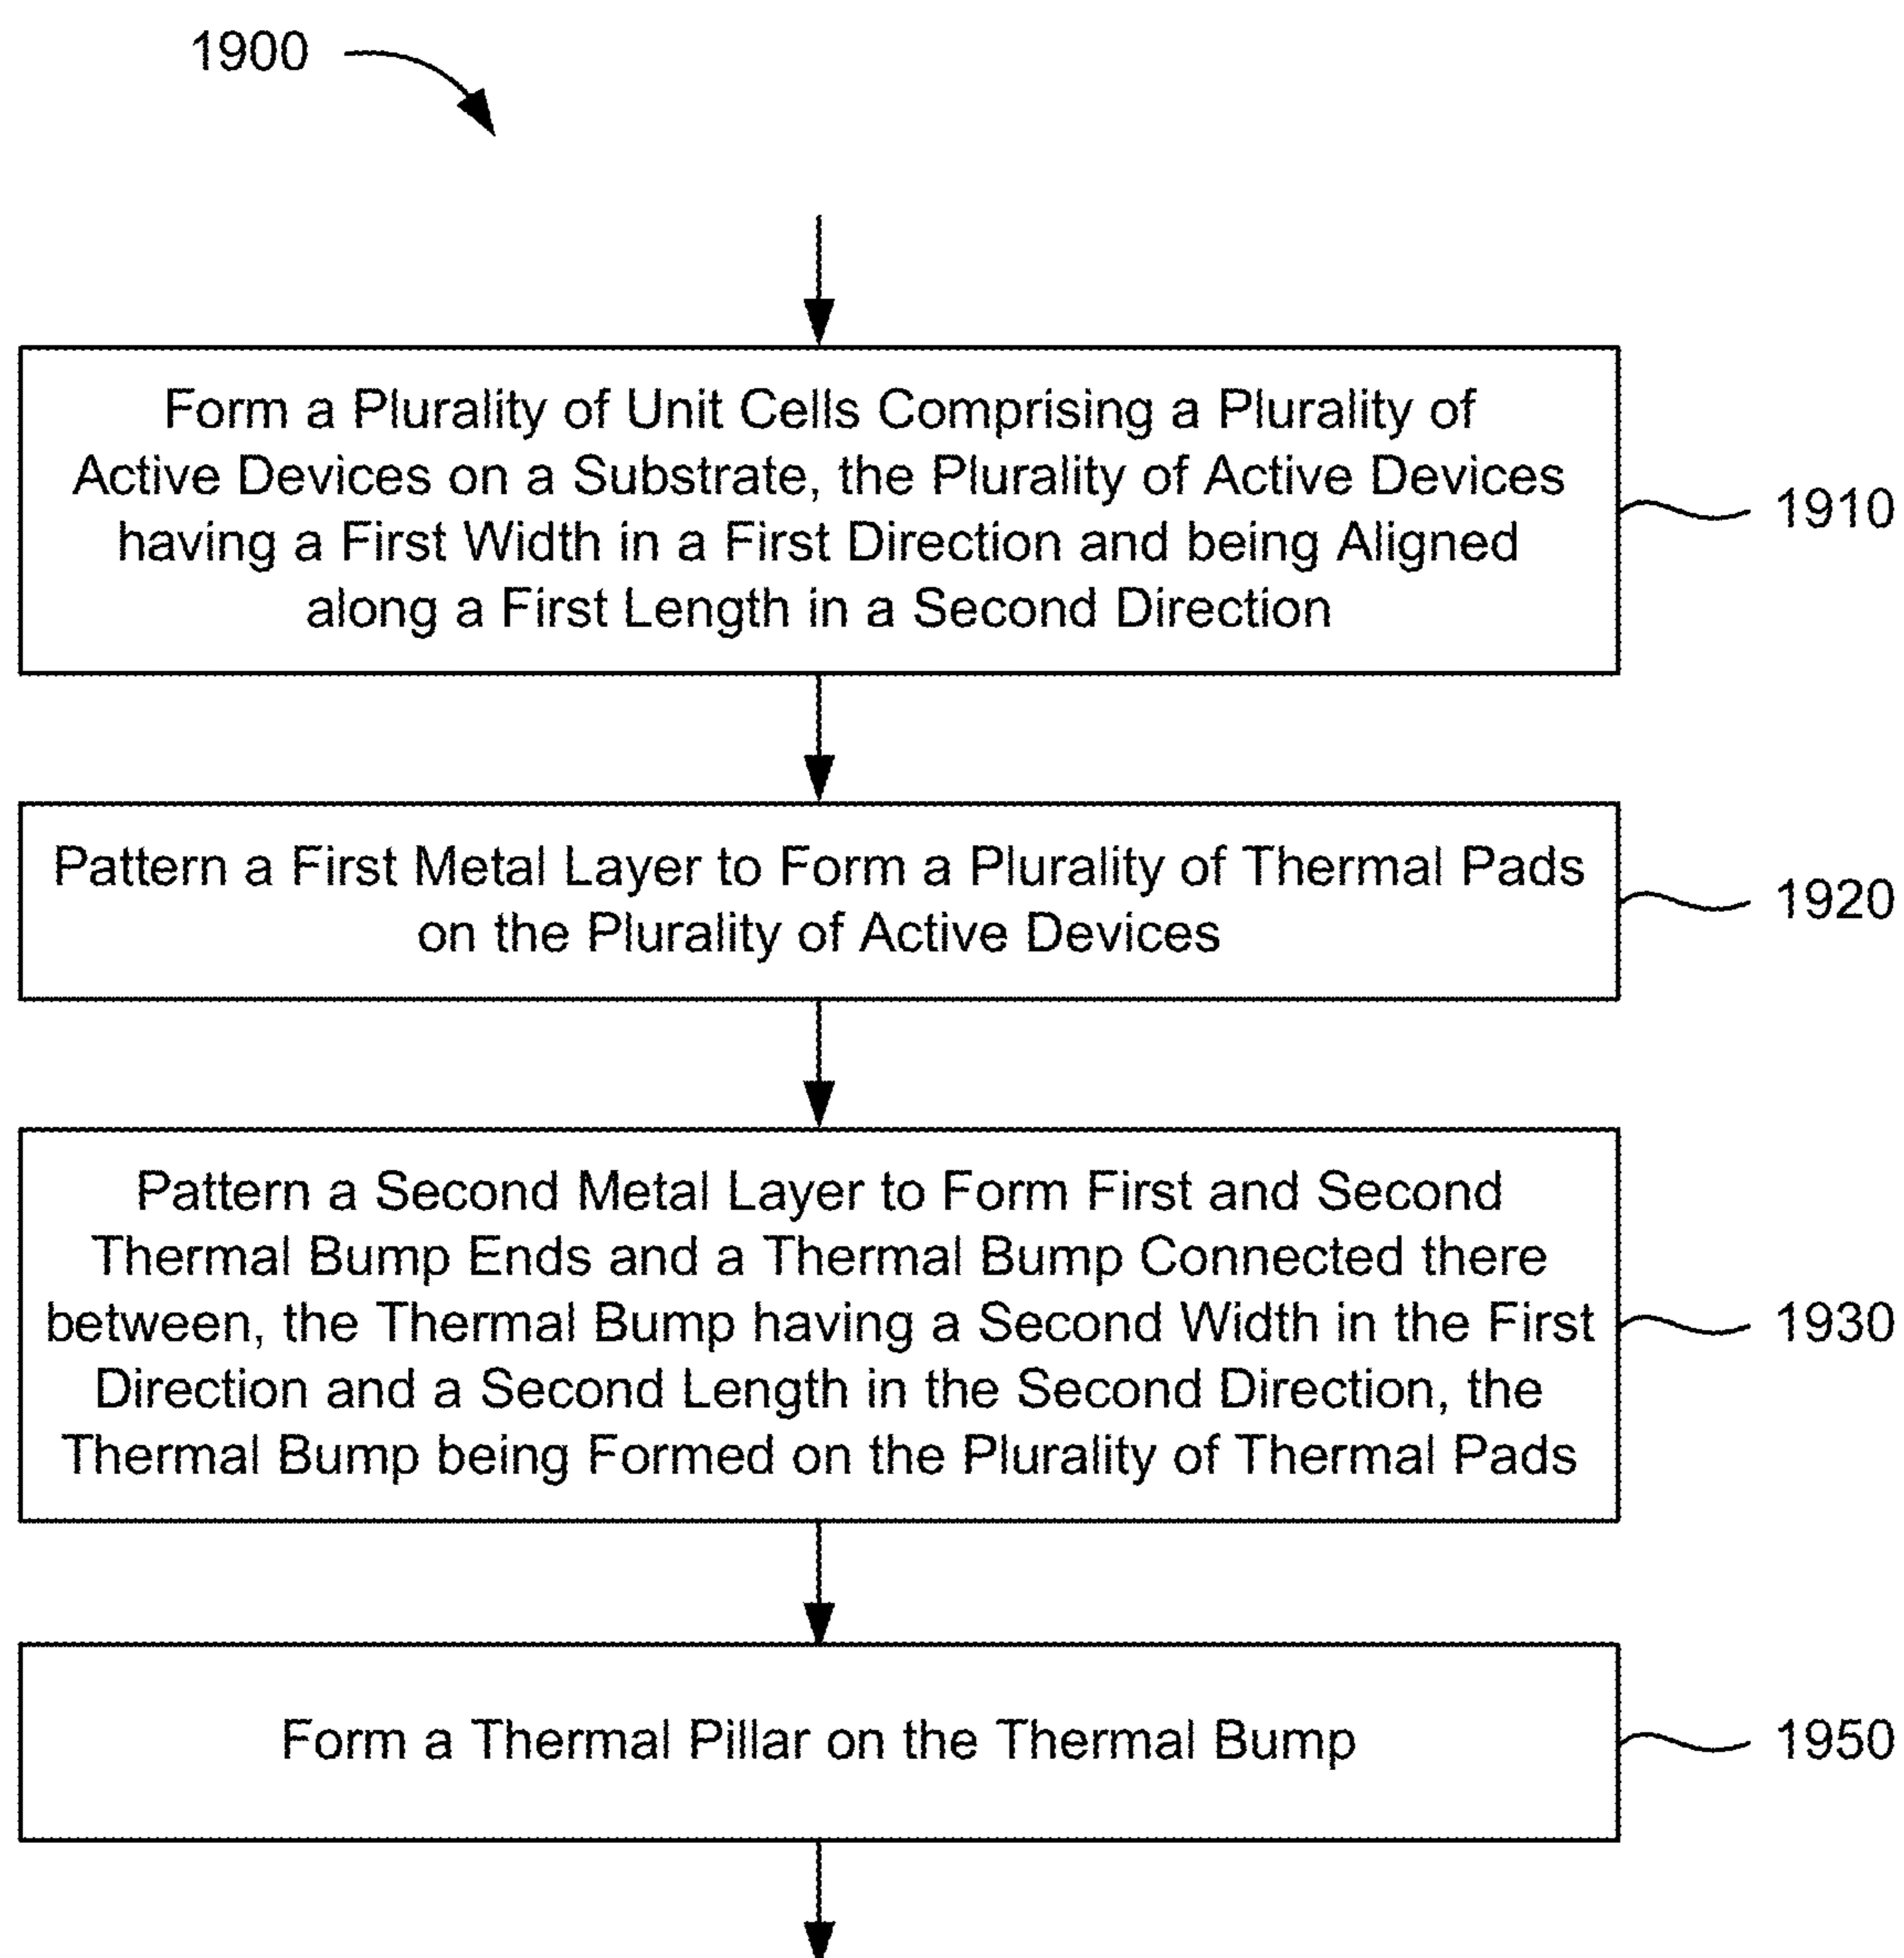 1900
Form a Plurality of Unit Cells Comprising a Plurality of
Active Devices on a Substrate, the Plurality of Active Devices
having a First Width in a First Direction and being Aligned
along a First Length in a Second Direction
1910
Pattern a First Metal Layer to Form a Plurality of Thermal Pads
on the Plurality of Active Devices
1920
Pattern a Second Metal Layer to Form First and Second
Thermal Bump Ends and a Thermal Bump Connected there
between, the Thermal Bump having a Second Width in the First
Direction and a Second Length in the Second Direction, the
Thermal Bump being Formed on the Plurality of Thermal Pads
1930
Form a Thermal Pillar on the Thermal Bump
1950